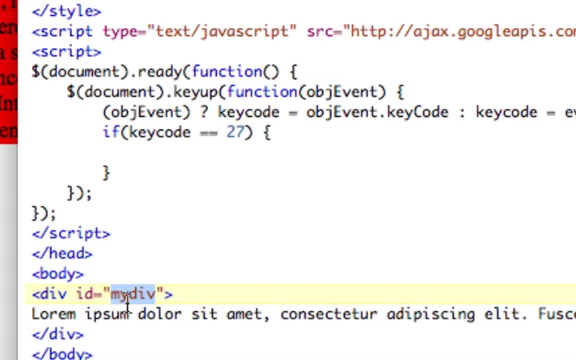 </style>
<script type="text/javascript" src="http://ajax.googleapis.com
<script>
$(document).ready(function() {
$(document).keyup(function(objEvent) {
(objEvent) ? keycode = objEvent.keyCode : keycode = ev
if(keycode == 27) {
}
});
});
</script>
</head>
<body>
<div id="mydiv">
Lorem ipsum dolor sit amet, consectetur adipiscing elit. Fusc
</div>
</body>